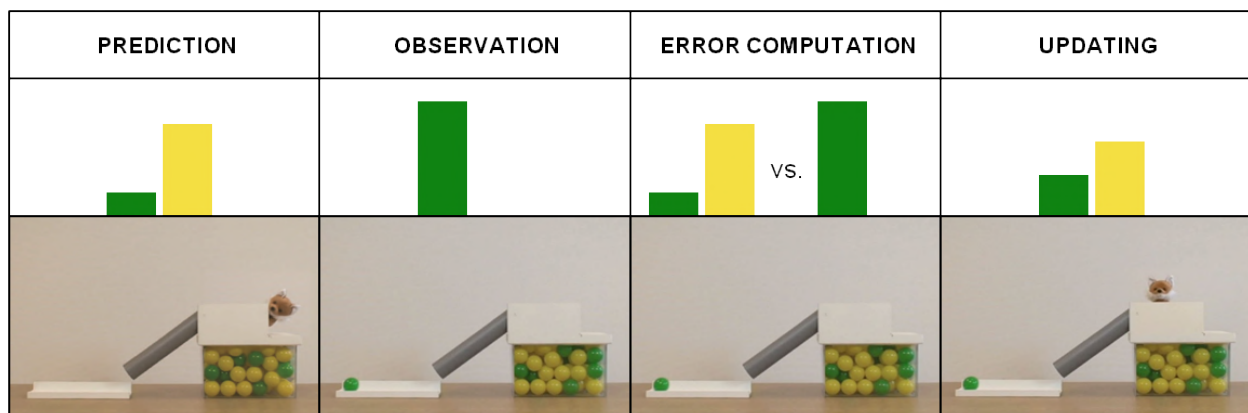 PREDICTION
OBSERVATION
ERROR COMPUTATION
UPDATING
VS.